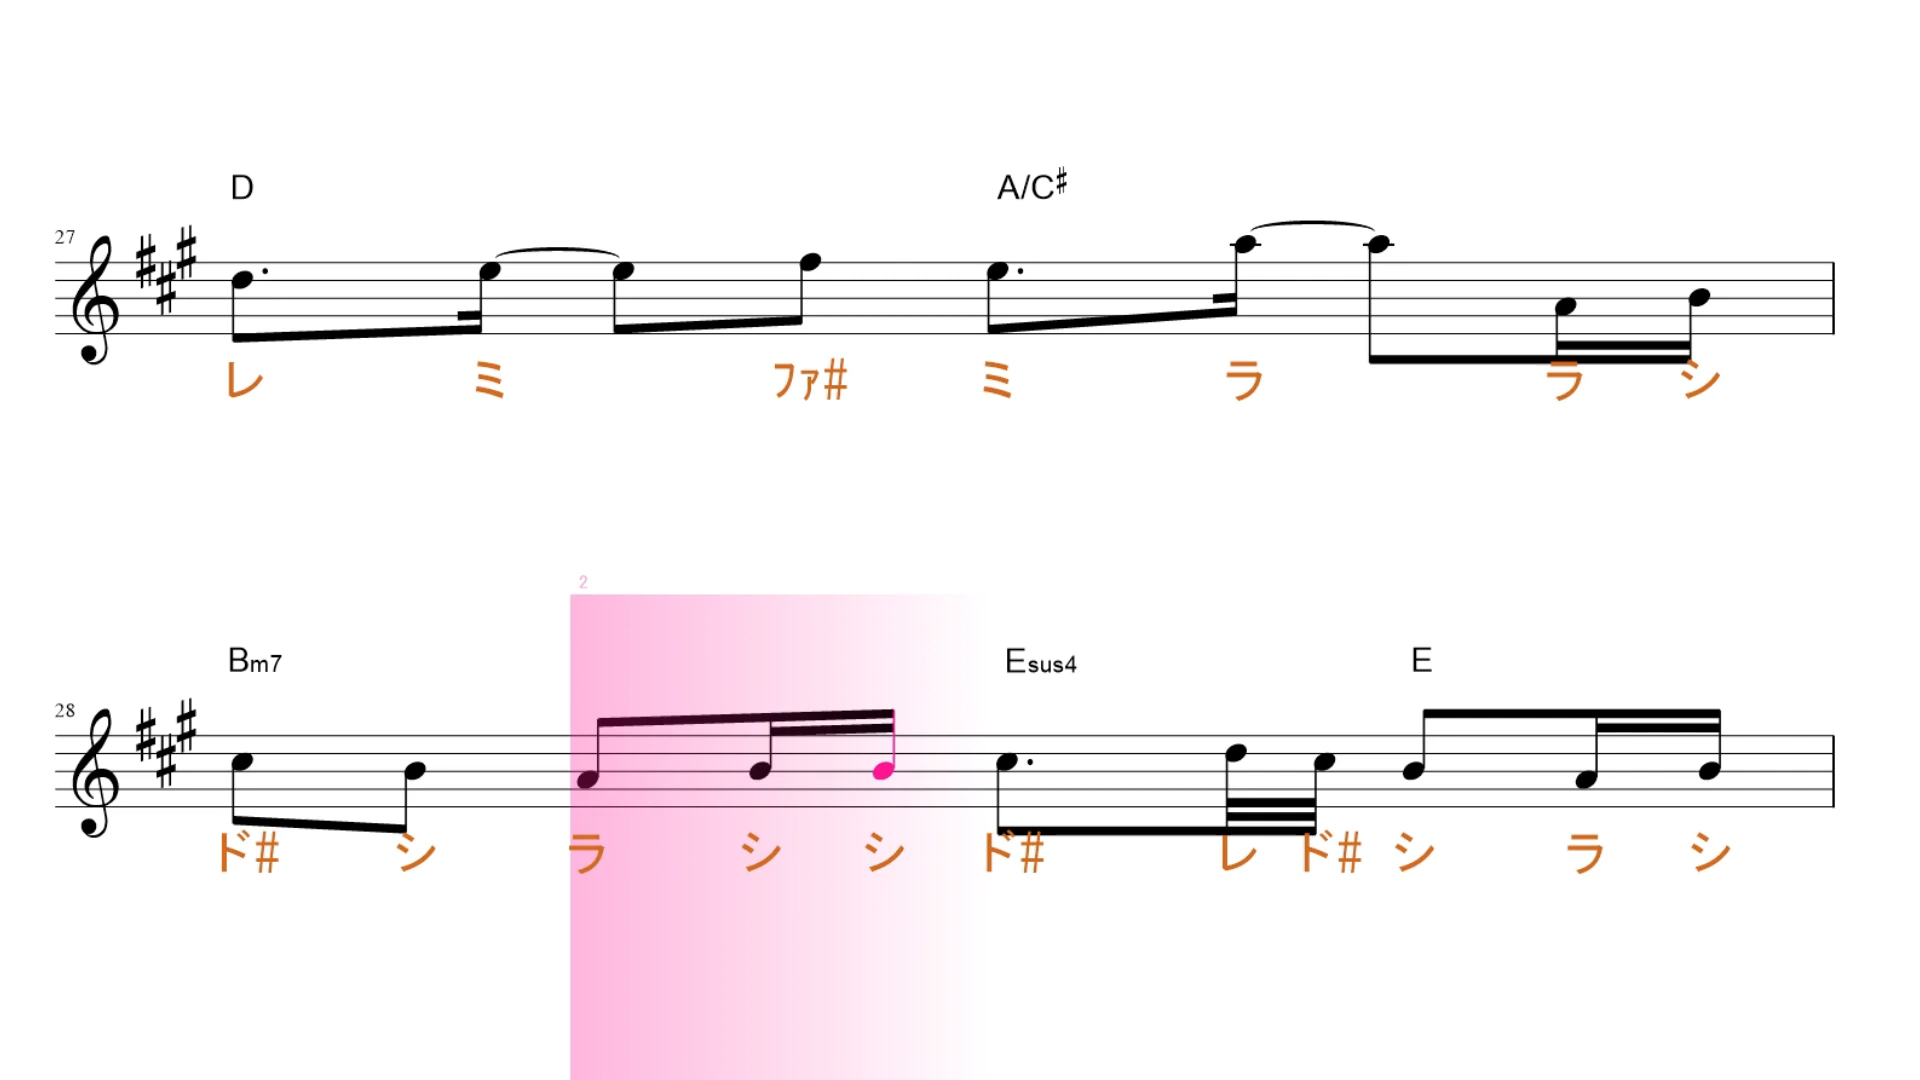 D A/C♯
27
レ ミ ﾌｧ# ミ ラ ラ シ
2
Bm7 Esus4 E
28
ド# シ ラ シ シ ド# レ ド# シ ラ シ